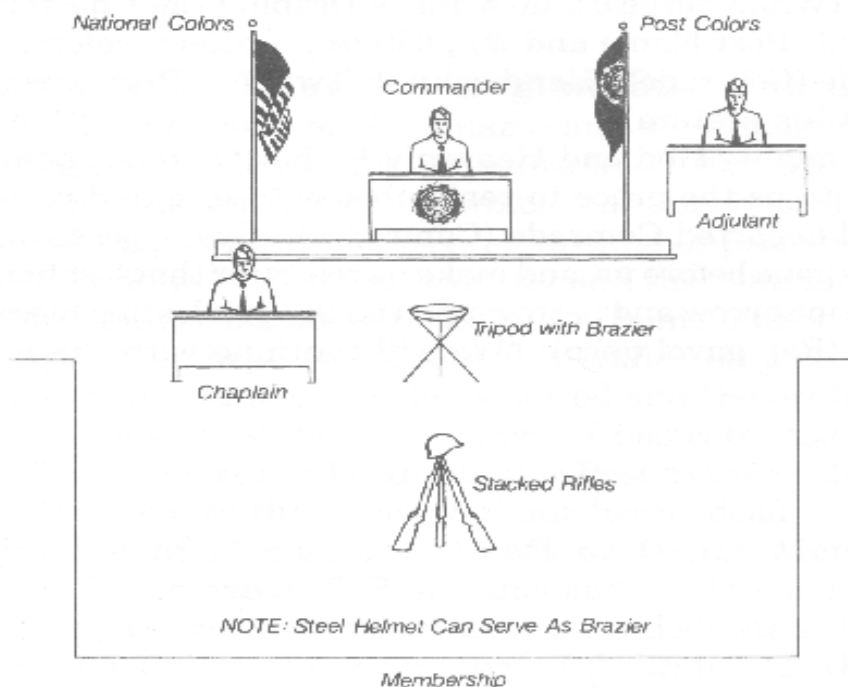 National Colors
Post Colors
Commander
Adjutant
Tripod with Brazier
Chaplain
Stacked Rifles
NOTE: Steel Helmet Can Serve As Brazier
Membership